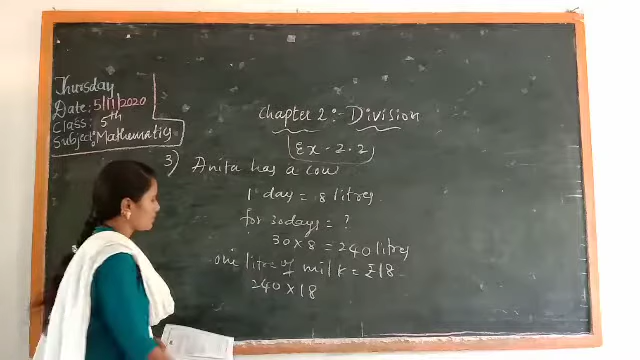 Thursday
Date: 5/11/2020
Class: 5th
Subject: Mathematics
Chapter 2:- Division
Ex - 2.2
3) Anita has a cow
1 day = 8 litres
for 30 days = ?
30 × 8 = 240 litres
one litre of milk = ₹18
240 × 18